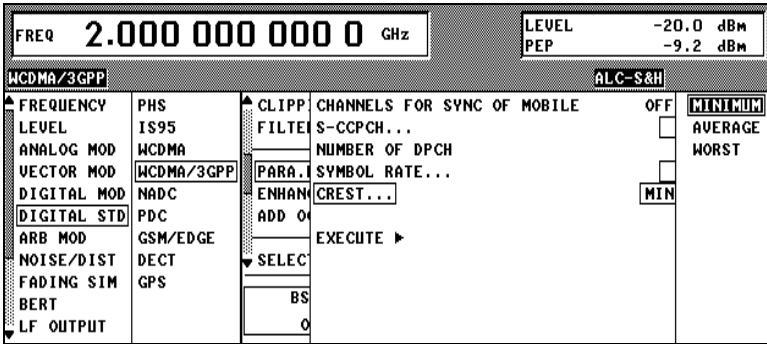 FREQ 2.000 000 000 0 GHz
LEVEL -20.0 dBm
PEP -9.2 dBm
WCDMA/3GPP
ALC-S&H
FREQUENCY
LEVEL
ANALOG MOD
VECTOR MOD
DIGITAL MOD
DIGITAL STD
ARB MOD
NOISE/DIST
FADING SIM
BERT
LF OUTPUT
PHS
IS95
WCDMA
WCDMA/3GPP
NADC
PDC
GSM/EDGE
DECT
GPS
CLIPP
FILTE
PARA.
ENHAN
ADD O
SELEC
BS
O
CHANNELS FOR SYNC OF MOBILE OFF
S-CCPCH...
NUMBER OF DPCH
SYMBOL RATE...
CREST... MIN
EXECUTE ▶
MINIMUM
AVERAGE
WORST